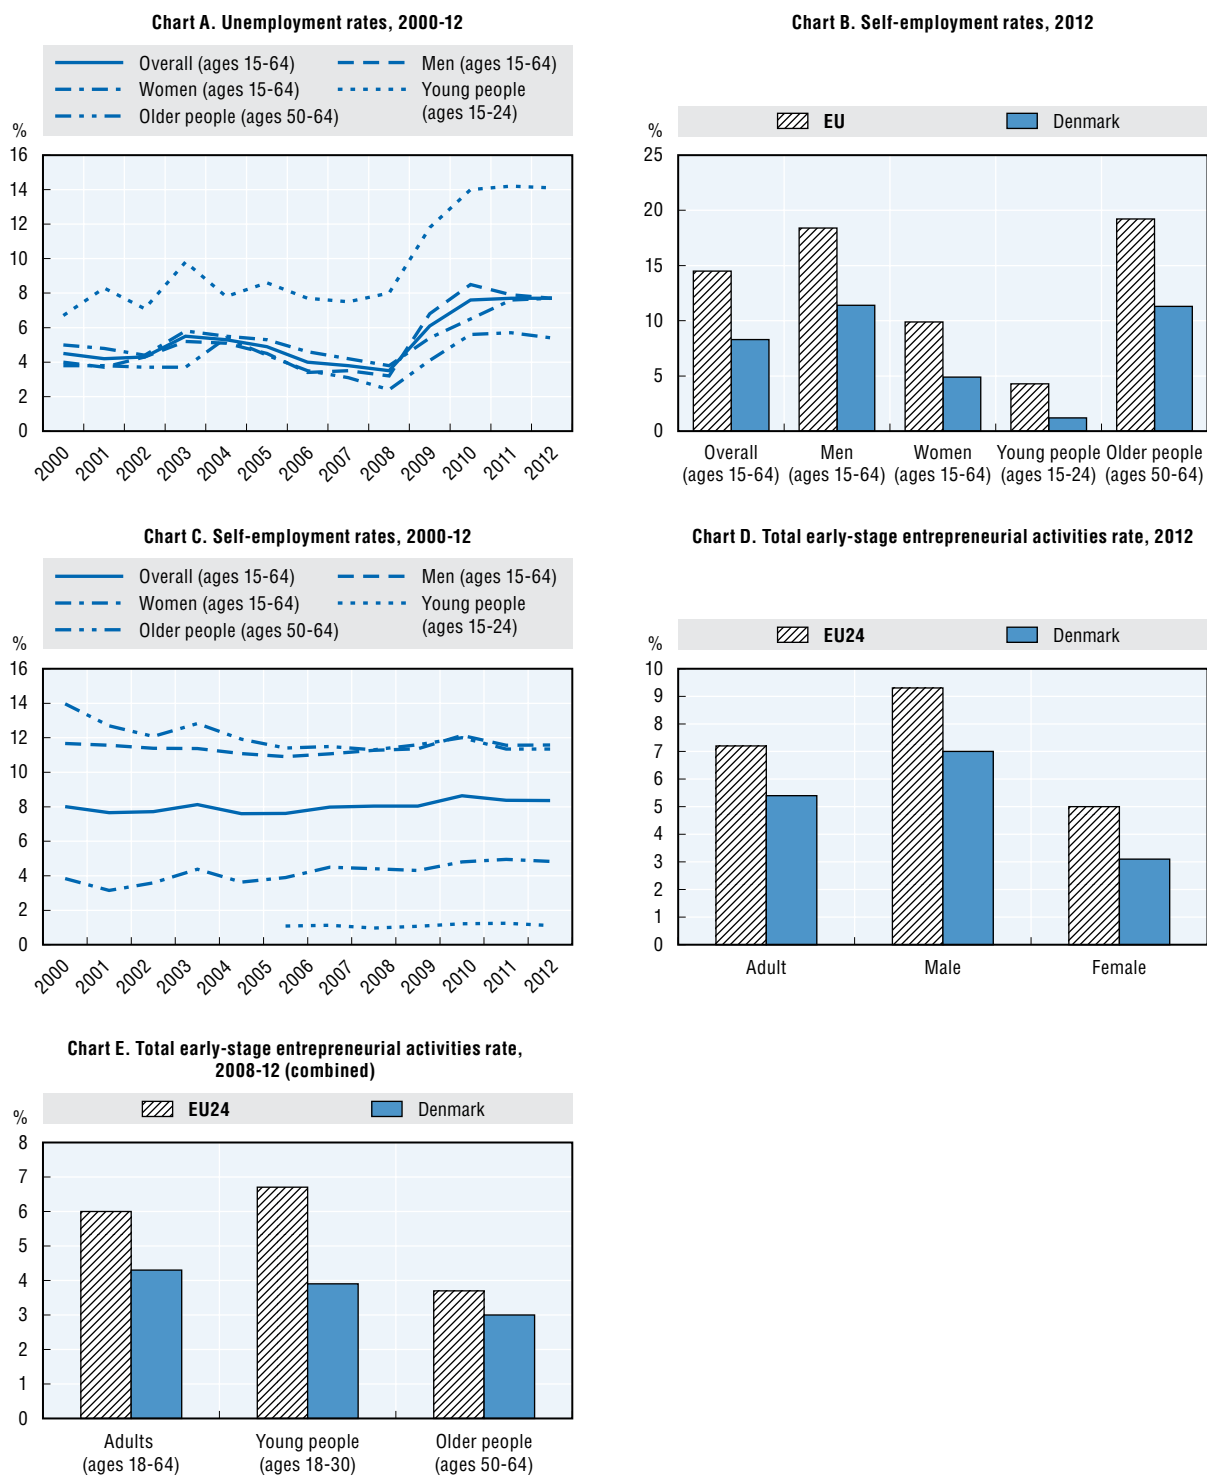 Chart A. Unemployment rates, 2000-12
Overall (ages 15-64)
Men (ages 15-64)
Women (ages 15-64)
Young people
(ages 15-24)
Older people (ages 50-64)
%
16
14
12
10
8
6
4
2
0
2000
2001
2002
2003
2004
2005
2006
2007
2008
2009
2010
2011
2012
Chart B. Self-employment rates, 2012
EU
Denmark
%
25
20
15
10
5
0
Overall
(ages 15-64)
Men
(ages 15-64)
Women
(ages 15-64)
Young people
(ages 15-24)
Older people
(ages 50-64)
Chart C. Self-employment rates, 2000-12
Overall (ages 15-64)
Men (ages 15-64)
Women (ages 15-64)
Young people
(ages 15-24)
Older people (ages 50-64)
%
16
14
12
10
8
6
4
2
0
2000
2001
2002
2003
2004
2005
2006
2007
2008
2009
2010
2011
2012
Chart D. Total early-stage entrepreneurial activities rate, 2012
EU24
Denmark
%
10
9
8
7
6
5
4
3
2
1
0
Adult
Male
Female
Chart E. Total early-stage entrepreneurial activities rate,
2008-12 (combined)
EU24
Denmark
%
8
7
6
5
4
3
2
1
0
Adults
(ages 18-64)
Young people
(ages 18-30)
Older people
(ages 50-64)